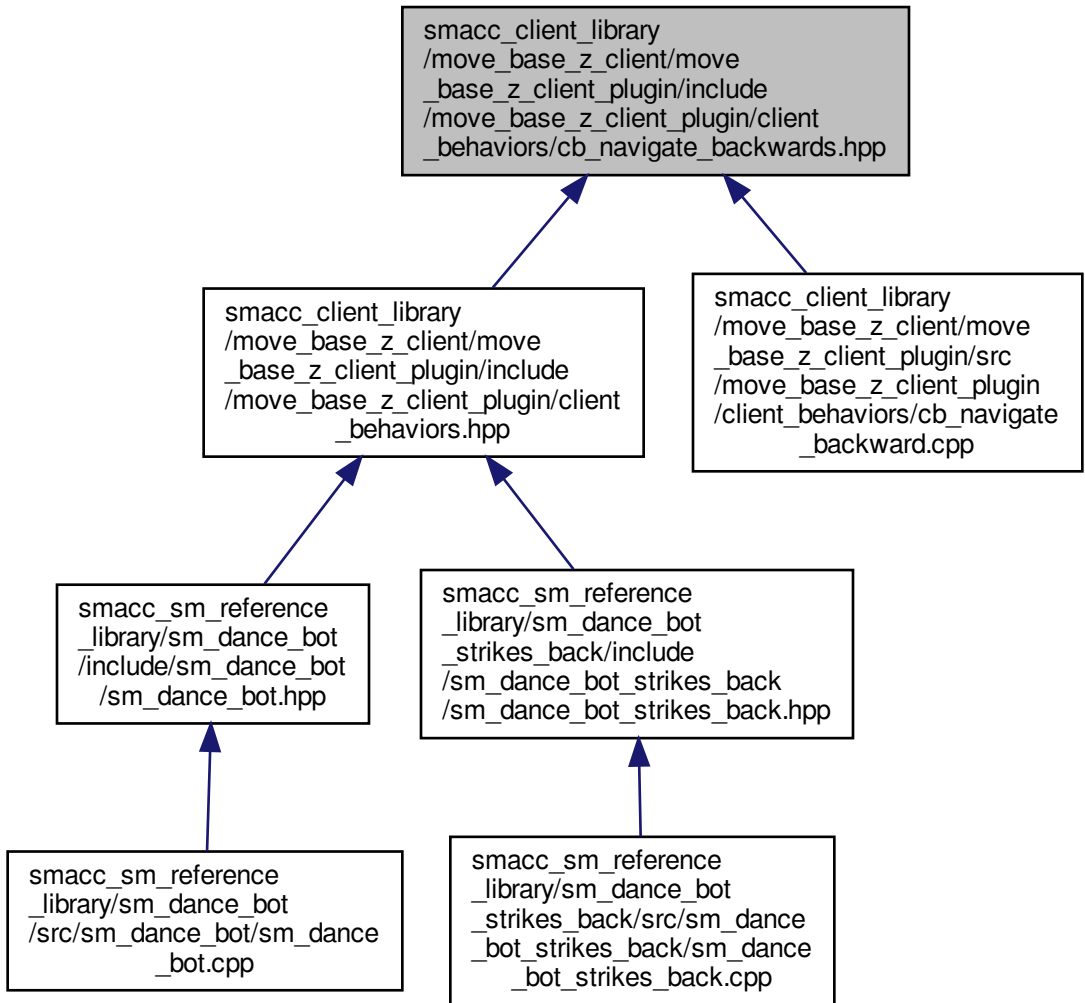 smacc_client_library
/move_base_z_client/move
_base_z_client_plugin/include
/move_base_z_client_plugin/client
_behaviors/cb_navigate_backwards.hpp
smacc_client_library
/move_base_z_client/move
_base_z_client_plugin/include
/move_base_z_client_plugin/client
_behaviors.hpp
smacc_client_library
/move_base_z_client/move
_base_z_client_plugin/src
/move_base_z_client_plugin
/client_behaviors/cb_navigate
_backward.cpp
smacc_sm_reference
_library/sm_dance_bot
/include/sm_dance_bot
/sm_dance_bot.hpp
smacc_sm_reference
_library/sm_dance_bot
_strikes_back/include
/sm_dance_bot_strikes_back
/sm_dance_bot_strikes_back.hpp
smacc_sm_reference
_library/sm_dance_bot
/src/sm_dance_bot/sm_dance
_bot.cpp
smacc_sm_reference
_library/sm_dance_bot
_strikes_back/src/sm_dance
_bot_strikes_back/sm_dance
_bot_strikes_back.cpp